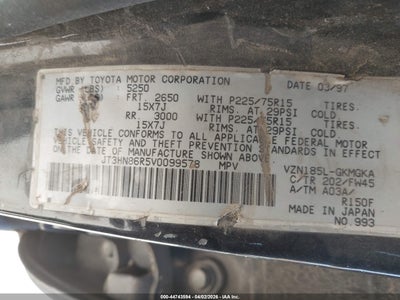 MFD BY TOYOTA MOTOR CORPORATION DATE 03/97
GVWR (LBS) 5250
GAWR FRT. 2650 WITH P225/75R15 TIRES.
15X7J RIMS. AT 29PSI COLD
RR. 3000 WITH P225/75R15 TIRES.
15X7J RIMS. AT 29PSI COLD
THIS VEHICLE CONFORMS TO ALL APPLICABLE FEDERAL MOTOR
VEHICLE SAFETY AND THEFT PREVENTION STANDARDS IN EFFECT ON
THE DATE OF MANUFACTURE SHOWN ABOVE.
JT3HN86R5V0099578 MPV
VZN185L-GKMGKA
C/TR 202/FW45
A/TM A03A/
R150F
MADE IN JAPAN
NO.993
IAA 44743594 04/02/2026